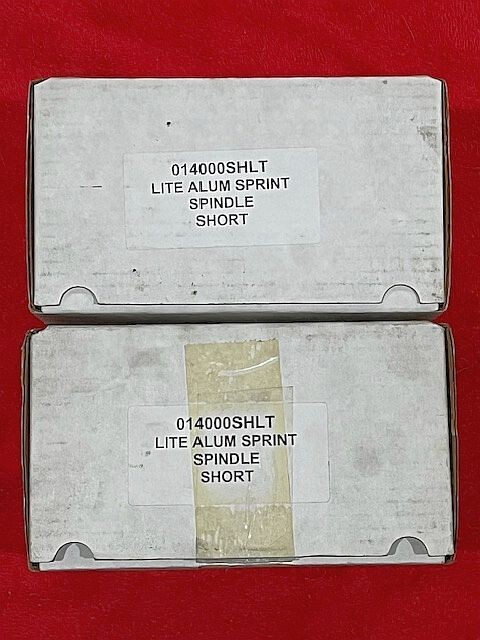 014000SHLT
LITE ALUM SPRINT
SPINDLE
SHORT
014000SHLT
LITE ALUM SPRINT
SPINDLE
SHORT